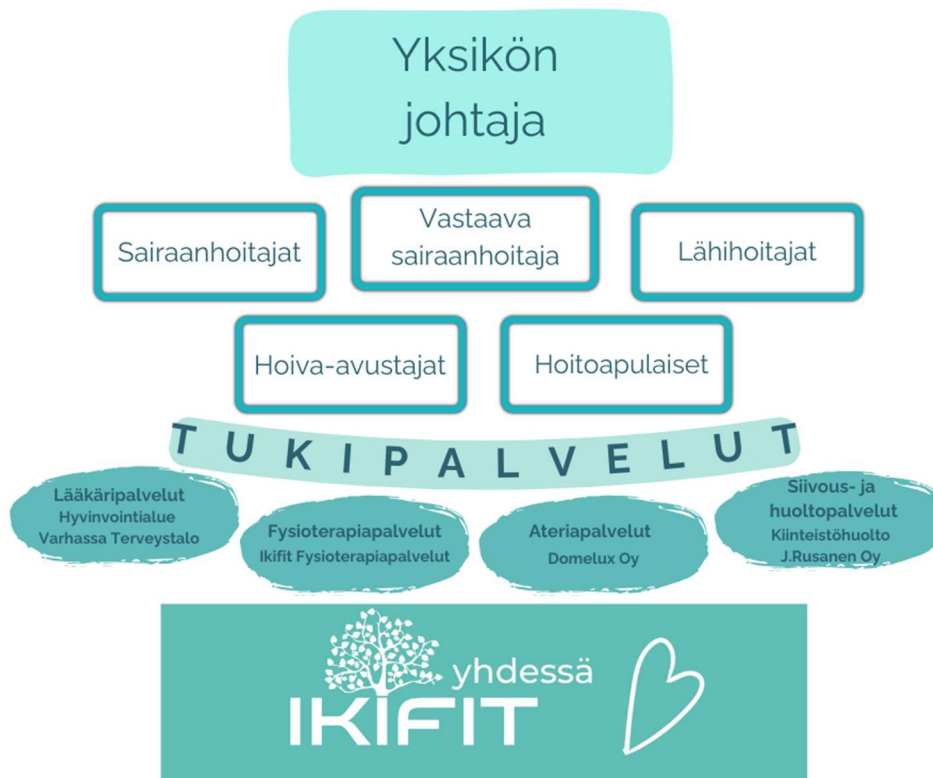 Yksikön
johtaja
Sairaanhoitajat
Vastaava
sairaanhoitaja
Lähihoitajat
Hoiva-avustajat
Hoitoapulaiset
TUKIPALVELUT
Lääkäripalvelut
Hyvinvointialue
Varhassa Terveystalo
Fysioterapiapalvelut
Ikifit Fysioterapiapalvelut
Ateriapalvelut
Domelux Oy
Siivous- ja
huoltopalvelut
Kiinteistöhuolto
J.Rusanen Oy
yhdessä
IKIFIT